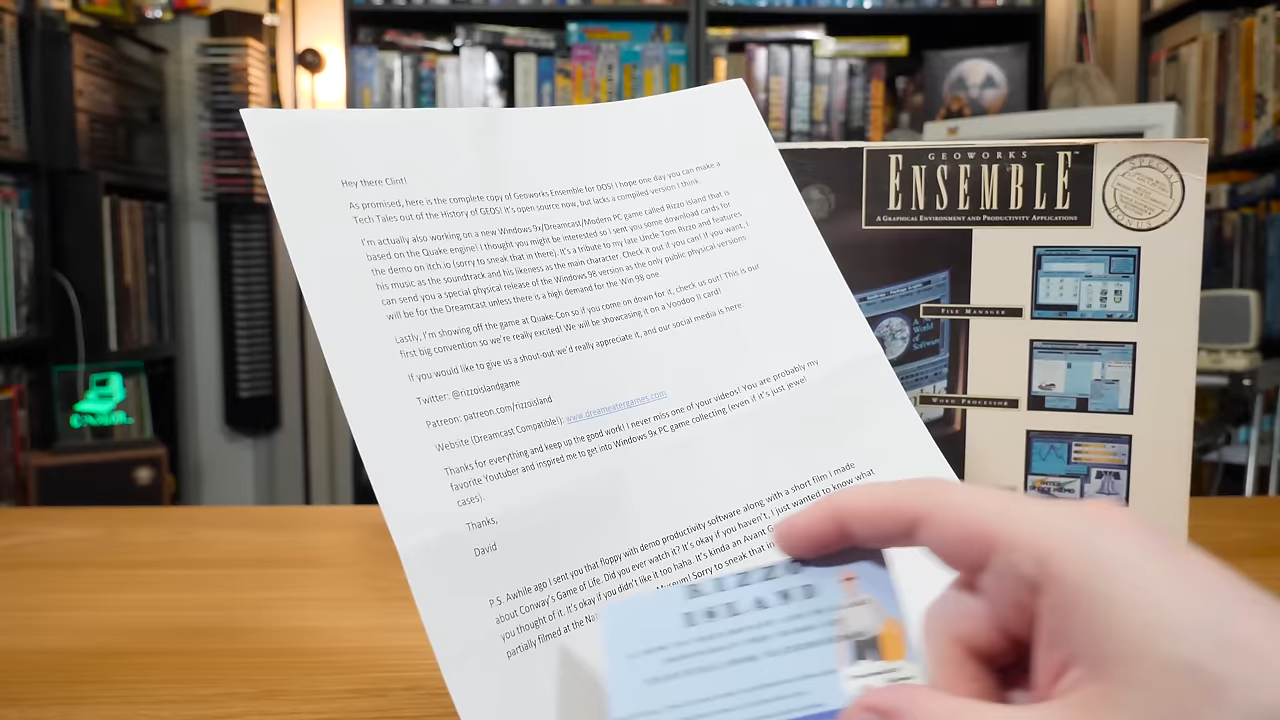 Hey there Clint!
As promised, here is the complete copy of Geoworks Ensemble for DOS! I hope one day you can make a
Tech Tales out of the History of GEOS! It's open source now, but lacks a compiled version I think.
I'm actually also working on a new Windows 9x/Dreamcast/Modern PC game called Rizzo Island that is
based on the Quake engine! I thought you might be interested so I sent some download cards for
demo on itch.io (sorry to sneak that in here). It's a tribute to my late Uncle Tom Rizzo and features
as the soundtrack and his likeness as the main character. Check it out if you can! If you want, I
can send you a special physical release of the Windows 98 version as the only public physical versions
be for the Dreamcast unless there is a high demand for the Win 98 one.
Lastly, I'm showing off the game at Quake Con so if you come on down for it, check us out! This is our
first big convention so we're really excited! We will be showcasing it on a Voodoo II card!
If you would like to give us a shout-out we'd really appreciate it, our social media is here:
Twitter: @rizzoislandgame
Patreon: patreon.com/rizzoisland
Website (Dreamcast Compatible): www.dreameatergames.com
Thanks for everything and keep up the good work! I never miss one of your videos! You are probably my
favorite Youtuber and inspired me to get into Windows 9x PC game collecting (even if it's just jewel
cases).
Thanks,
David
P.S. Awhile ago I sent you that floppy with demo productivity software along with a short film made
about Conway's Game of Life. Did you ever watch it? It's okay if you haven't, I just wanted to know what
you thought of it. It's okay if you didn't like it too haha. It's kinda an Avant
partially filmed at the Museum! Sorry to sneak that in
GEOWORKS
ENSEMBLE™
A GRAPHICAL ENVIRONMENT AND PRODUCTIVITY APPLICATIONS
SPECIAL
BONUS
A
World
of
Software
FILE MANAGER
WORD PROCESSOR
RIZZO
ISLAND